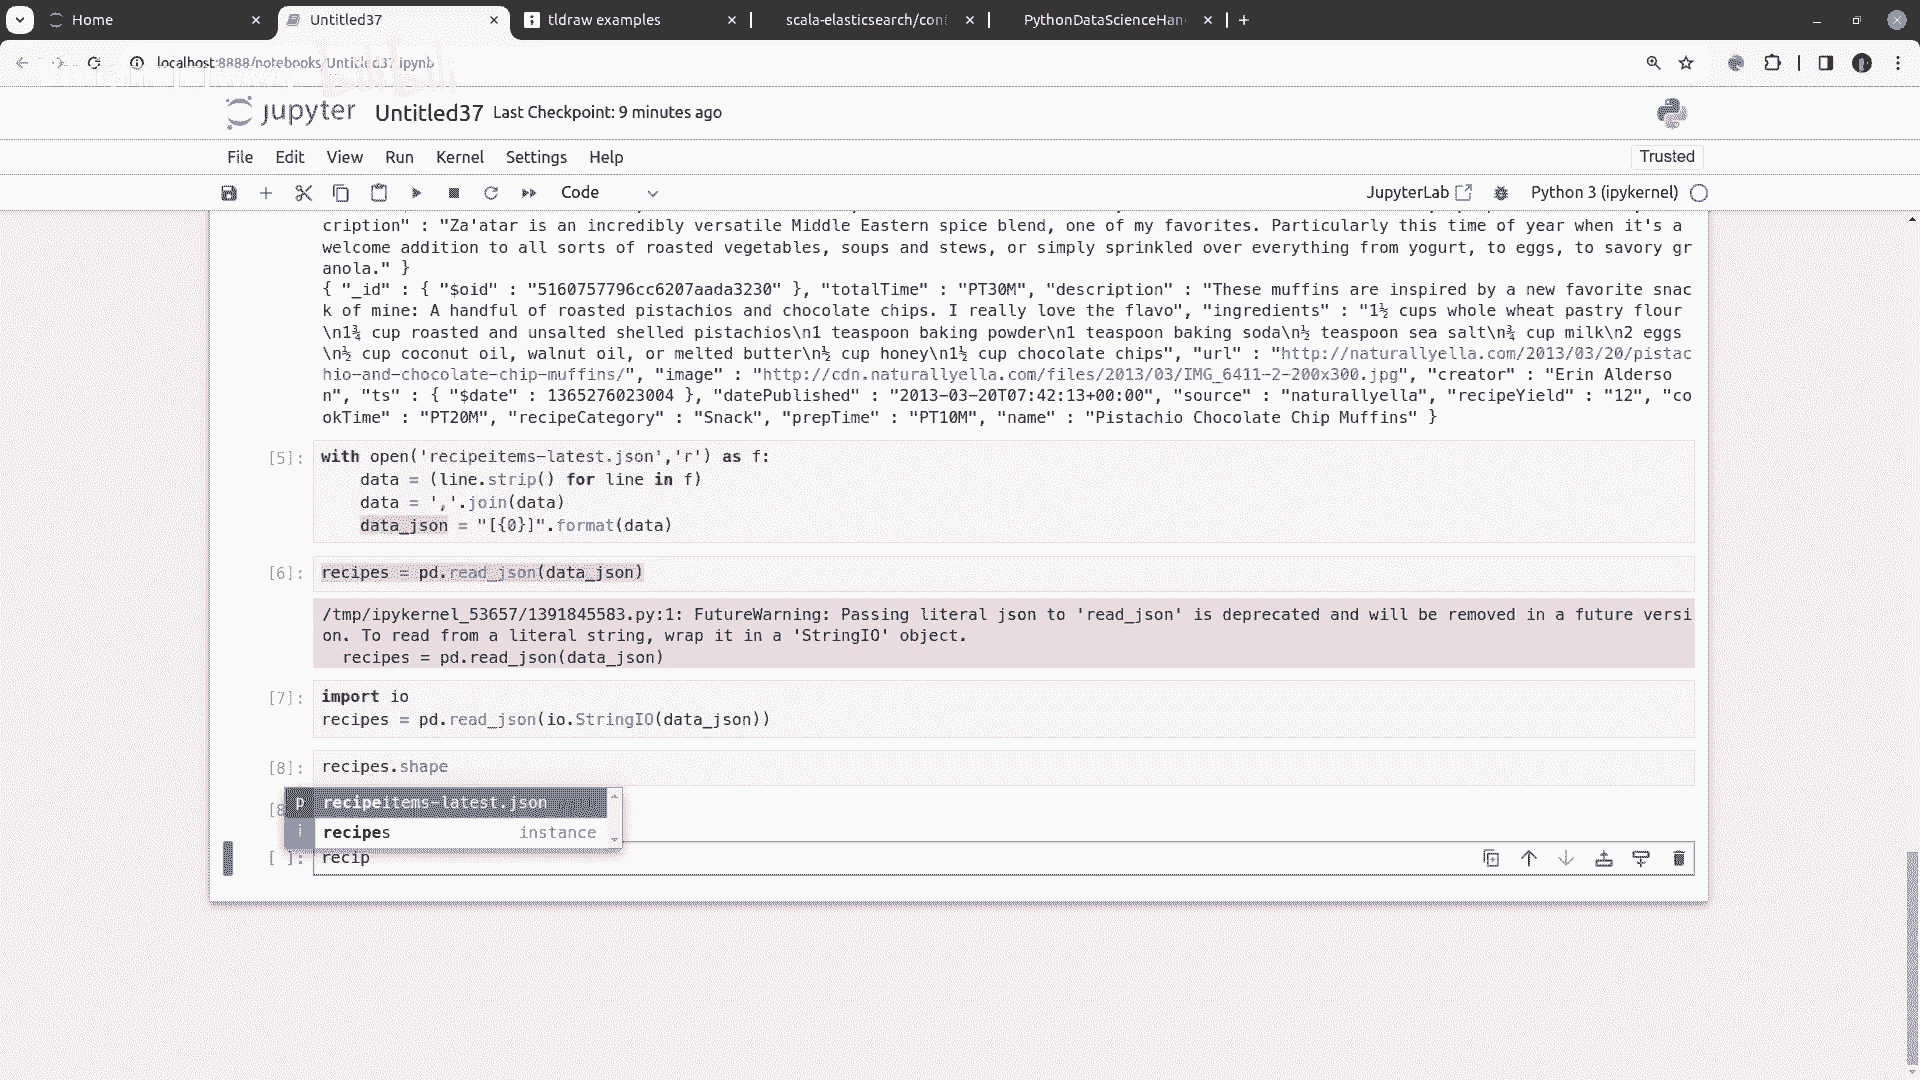 Home
Untitled37
tldraw examples
scala-elasticsearch/con
PythonDataScienceHan
localhost:8888/notebooks/Untitled37.ipynb
jupyter Untitled37 Last Checkpoint: 9 minutes ago
File Edit View Run Kernel Settings Help
Trusted
Code
JupyterLab
Python 3 (ipykernel)
cription" : "Za'atar is an incredibly versatile Middle Eastern spice blend, one of my favorites. Particularly this time of year when it's a
welcome addition to all sorts of roasted vegetables, soups and stews, or simply sprinkled over everything from yogurt, to eggs, to savory gr
anola." }
{ "_id" : { "$oid" : "5160757796cc6207aada3230" }, "totalTime" : "PT30M", "description" : "These muffins are inspired by a new favorite snac
k of mine: A handful of roasted pistachios and chocolate chips. I really love the flavo", "ingredients" : "1½ cups whole wheat pastry flour
\n1¾ cup roasted and unsalted shelled pistachios\n1 teaspoon baking powder\n1 teaspoon baking soda\n½ teaspoon sea salt\n¾ cup milk\n2 eggs
\n½ cup coconut oil, walnut oil, or melted butter\n½ cup honey\n1½ cup chocolate chips", "url" : "http://naturallyella.com/2013/03/20/pistac
hio-and-chocolate-chip-muffins/", "image" : "http://cdn.naturallyella.com/files/2013/03/IMG_6411-2-200x300.jpg", "creator" : "Erin Alderso
n", "ts" : { "$date" : 1365276023004 }, "datePublished" : "2013-03-20T07:42:13+00:00", "source" : "naturallyella", "recipeYield" : "12", "co
okTime" : "PT20M", "recipeCategory" : "Snack", "prepTime" : "PT10M", "name" : "Pistachio Chocolate Chip Muffins" }
[5]: with open('recipeitems-latest.json','r') as f:
data = (line.strip() for line in f)
data = ','.join(data)
data_json = "[{0}]".format(data)
[6]: recipes = pd.read_json(data_json)
/tmp/ipykernel_53657/1391845583.py:1: FutureWarning: Passing literal json to 'read_json' is deprecated and will be removed in a future versi
on. To read from a literal string, wrap it in a 'StringIO' object.
recipes = pd.read_json(data_json)
[7]: import io
recipes = pd.read_json(io.StringIO(data_json))
[8]: recipes.shape
[8
p recipeitems-latest.json
i recipes instance
[ ]: recip